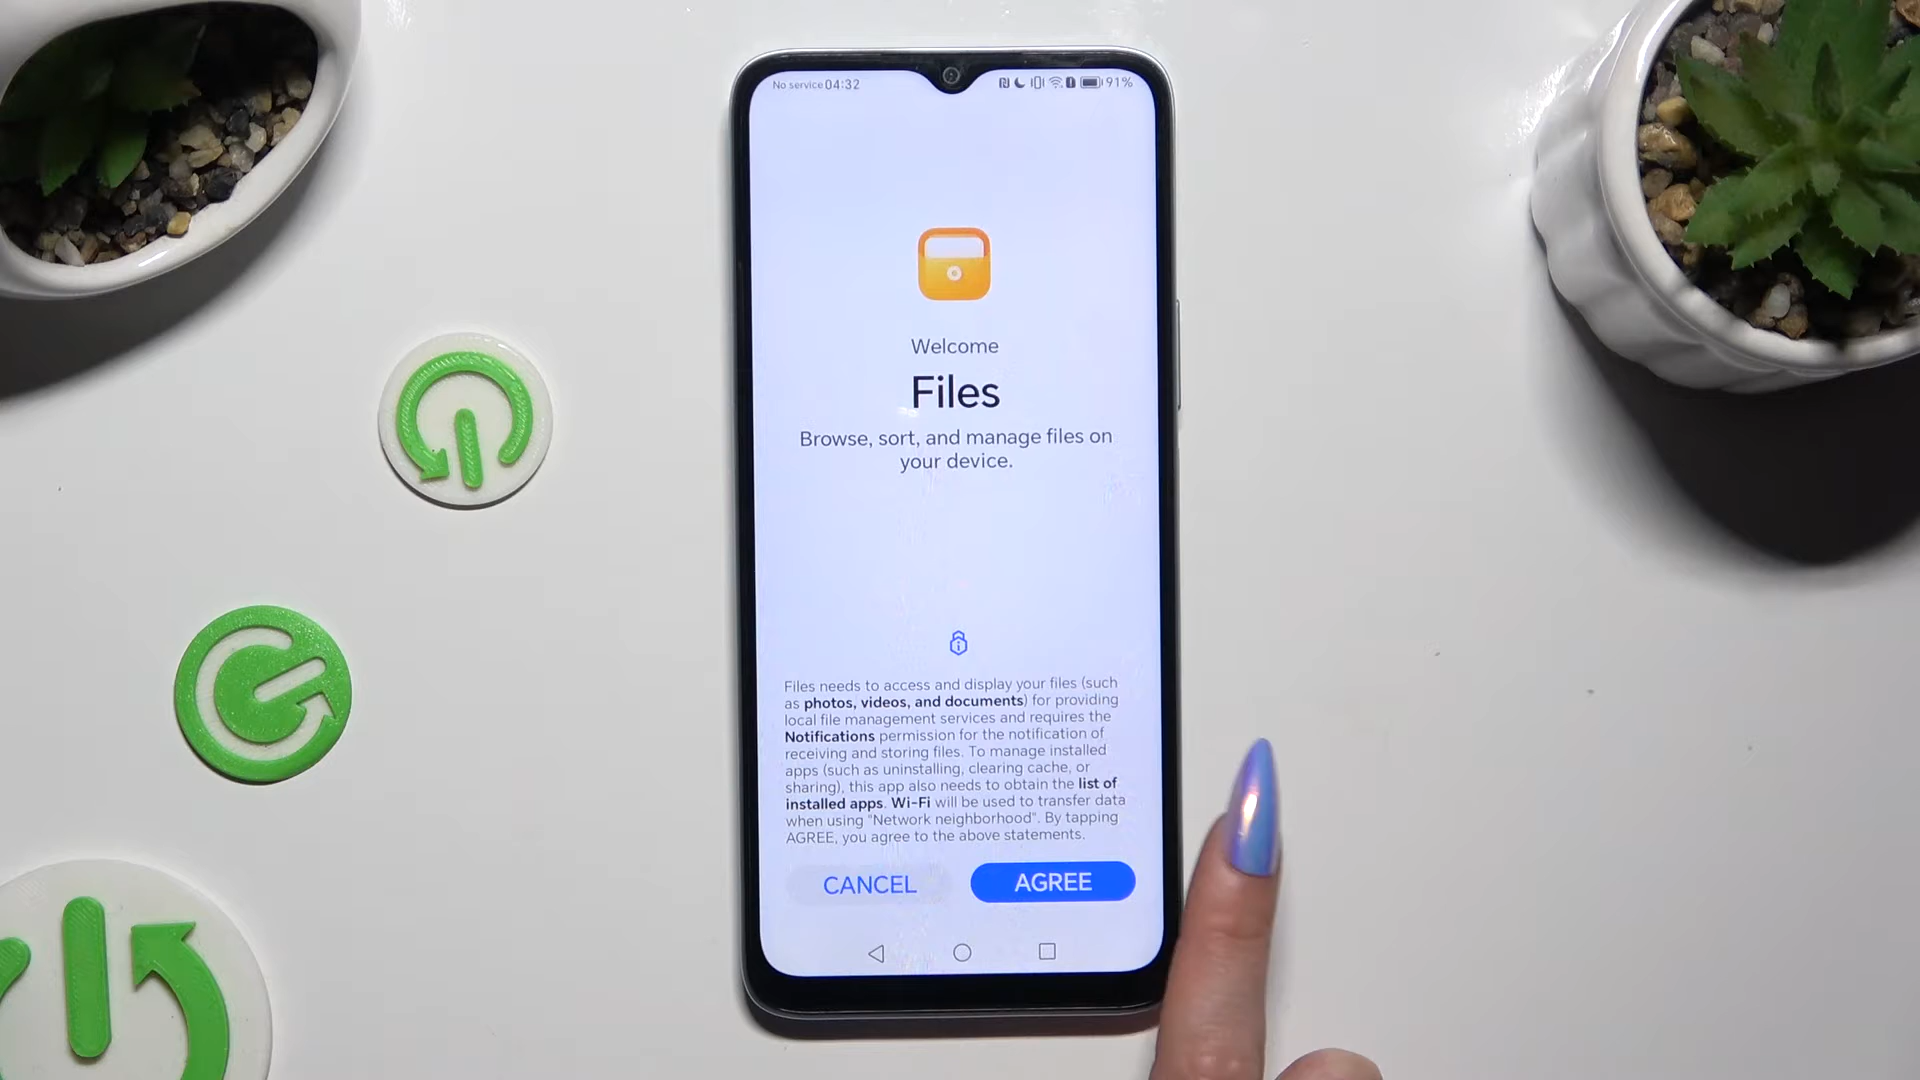 No service 04:32
91%
Welcome
Files
Browse, sort, and manage files on
your device.
Files needs to access and display your files (such
as photos, videos, and documents) for providing
local file management services and requires the
Notifications permission for the notification of
receiving and storing files. To manage installed
apps (such as uninstalling, clearing cache, or
sharing), this app also needs to obtain the list of
installed apps. Wi-Fi will be used to transfer data
when using "Network neighborhood". By tapping
AGREE, you agree to the above statements.
CANCEL
AGREE